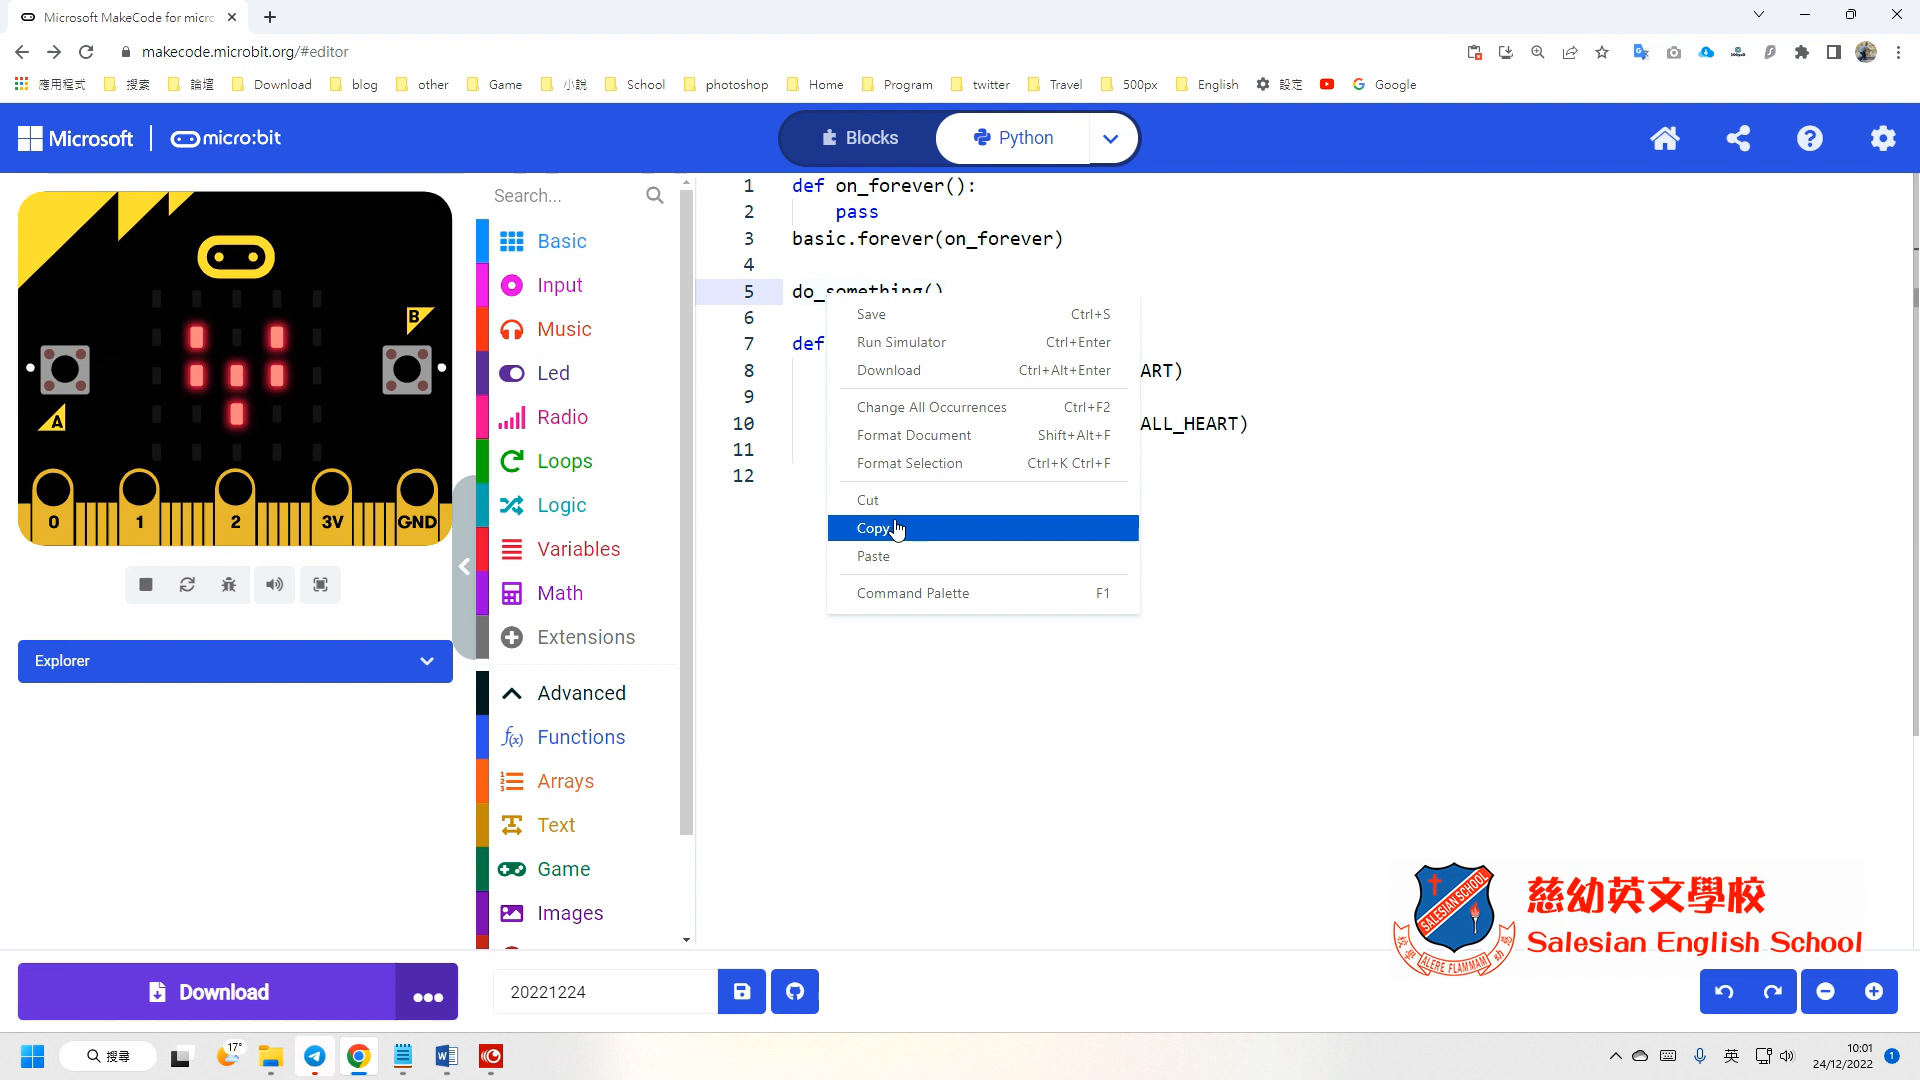 Microsoft MakeCode for micro
makecode.microbit.org/#editor
應用程式 搜索 論壇 Download blog other Game 小說 School photoshop Home Program twitter Travel 500px English 設定 Google
Microsoft micro:bit Blocks Python
Search...
Basic
Input
Music
Led
Radio
Loops
Logic
Variables
Math
Extensions
Advanced
Functions
Arrays
Text
Game
Images
1 def on_forever():
2 pass
3 basic.forever(on_forever)
4
5 do_something()
6
7 def
8 ART)
9
10 ALL_HEART)
11
12
Save Ctrl+S
Run Simulator Ctrl+Enter
Download Ctrl+Alt+Enter
Change All Occurrences Ctrl+F2
Format Document Shift+Alt+F
Format Selection Ctrl+K Ctrl+F
Cut
Copy
Paste
Command Palette F1
B
A
0 1 2 3V GND
Explorer
慈幼英文學校
Salesian English School
SALESIAN SCHOOL
ALERE FLAMMAM
Download
20221224
搜尋
17°
英
10:01
24/12/2022
1